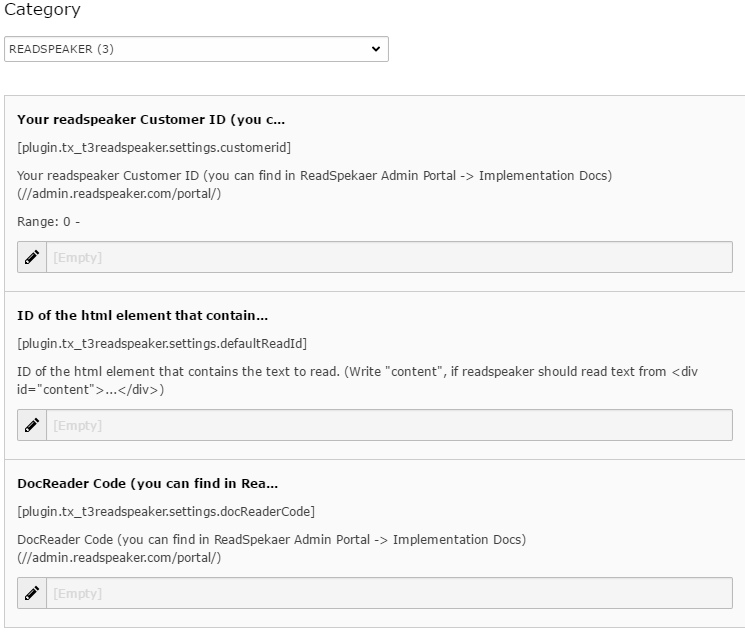 Category
READSPEAKER (3)
Your readspeaker Customer ID (you c...
[plugin.tx_t3readspeaker.settings.customerid]
Your readspeaker Customer ID (you can find in ReadSpekaer Admin Portal -> Implementation Docs)
(//admin.readspeaker.com/portal/)
Range: 0 -
[Empty]
ID of the html element that contain...
[plugin.tx_t3readspeaker.settings.defaultReadId]
ID of the html element that contains the text to read. (Write "content", if readspeaker should read text from <div
id="content">...</div>)
[Empty]
DocReader Code (you can find in Rea...
[plugin.tx_t3readspeaker.settings.docReaderCode]
DocReader Code (you can find in ReadSpekaer Admin Portal -> Implementation Docs)
(//admin.readspeaker.com/portal/)
[Empty]